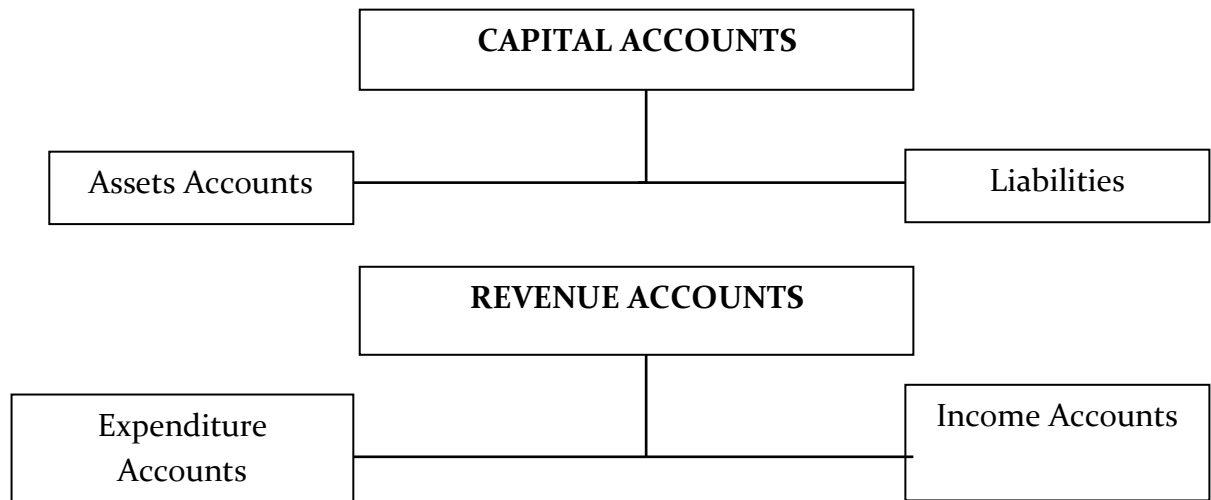 CAPITAL ACCOUNTS
Assets Accounts
Liabilities
REVENUE ACCOUNTS
Expenditure
Accounts
Income Accounts